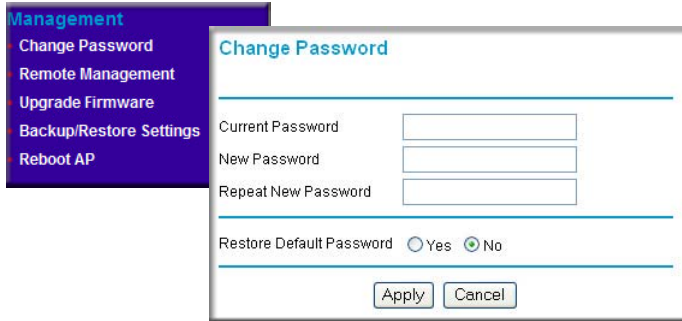 Management
Change Password
Remote Management
Upgrade Firmware
Backup/Restore Settings
Reboot AP
Change Password
Current Password
New Password
Repeat New Password
Restore Default Password Yes No
Apply Cancel